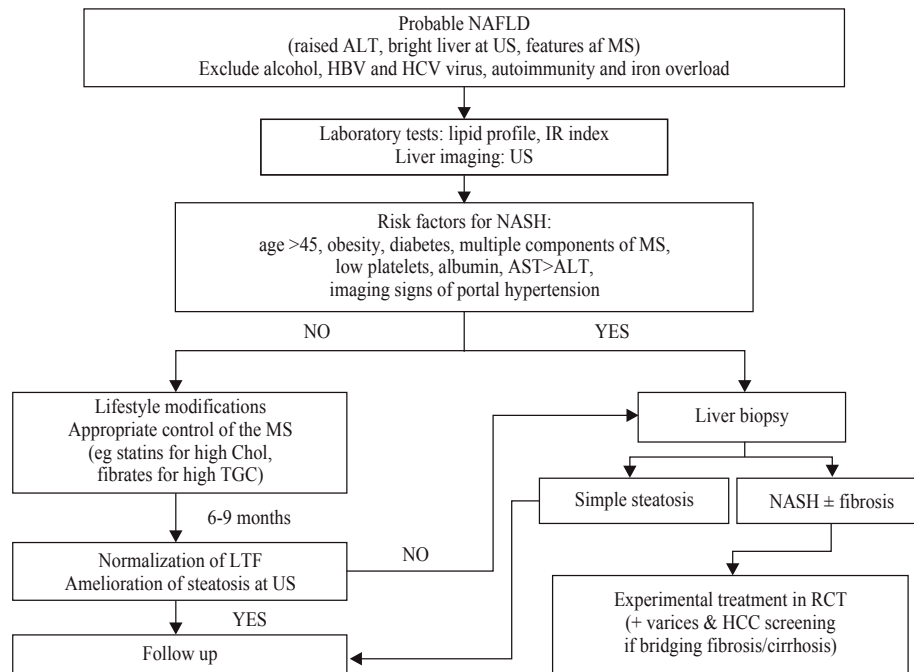 Probable NAFLD
(raised ALT, bright liver at US, features af MS)
Exclude alcohol, HBV and HCV virus, autoimmunity and iron overload
Laboratory tests: lipid profile, IR index
Liver imaging: US
Risk factors for NASH:
age >45, obesity, diabetes, multiple components of MS,
low platelets, albumin, AST>ALT,
imaging signs of portal hypertension
NO
YES
Lifestyle modifications
Appropriate control of the MS
(eg statins for high Chol,
fibrates for high TGC)
Liver biopsy
Simple steatosis
NASH ± fibrosis
6-9 months
Normalization of LTF
Amelioration of steatosis at US
NO
YES
Experimental treatment in RCT
(+ varices & HCC screening
if bridging fibrosis/cirrhosis)
Follow up